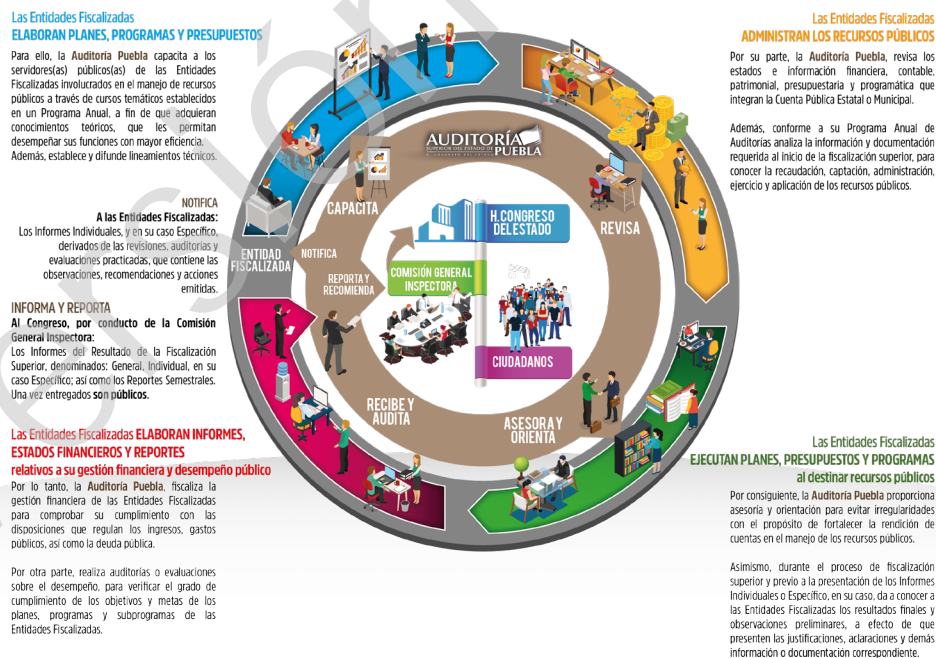 Las Entidades Fiscalizadas
ELABORAN PLANES, PROGRAMAS Y PRESUPUESTOS
Para ello, la Auditoría Puebla capacita a los
servidores(as) públicos(as) de las Entidades
Fiscalizadas involucrados en el manejo de recursos
públicos a través de cursos temáticos establecidos
en un Programa Anual, a fin de que adquieran
conocimientos teóricos, que les permitan
desempeñar sus funciones con mayor eficiencia.
Además, establece y difunde lineamientos técnicos.
NOTIFICA
A las Entidades Fiscalizadas:
Los Informes Individuales, y en su caso Específico,
derivados de las revisiones, auditorías y
evaluaciones practicadas, que contiene las
observaciones, recomendaciones y acciones
emitidas.
INFORMA Y REPORTA
Al Congreso, por conducto de la Comisión
General Inspectora:
Los Informes del Resultado de la Fiscalización
Superior, denominados: General, Individual, en su
caso Específico; así como los Reportes Semestrales.
Una vez entregados son públicos.
Las Entidades Fiscalizadas ELABORAN INFORMES,
ESTADOS FINANCIEROS Y REPORTES
relativos a su gestión financiera y desempeño público
Por lo tanto, la Auditoría Puebla, fiscaliza la
gestión financiera de las Entidades Fiscalizadas
para comprobar su cumplimiento con las
disposiciones que regulan los ingresos, gastos
públicos, así como la deuda pública.
Por otra parte, realiza auditorías o evaluaciones
sobre el desempeño, para verificar el grado de
cumplimiento de los objetivos y metas de los
planes, programas y subprogramas de las
Entidades Fiscalizadas.
AUDITORÍA
SUPERIOR DEL ESTADO DE
PUEBLA
H. CONGRESO DEL ESTADO
CAPACITA
REVISA
ENTIDAD
FISCALIZADA
NOTIFICA
REPORTA Y
RECOMIENDA
H. CONGRESO
DEL ESTADO
COMISIÓN GENERAL
INSPECTORA
CIUDADANOS
RECIBE Y
AUDITA
ASESORA Y
ORIENTA
Las Entidades Fiscalizadas
ADMINISTRAN LOS RECURSOS PÚBLICOS
Por su parte, la Auditoría Puebla, revisa los
estados e información financiera, contable,
patrimonial, presupuestaria y programática que
integran la Cuenta Pública Estatal o Municipal.
Además, conforme a su Programa Anual de
Auditorías analiza la información y documentación
requerida al inicio de la fiscalización superior, para
conocer la recaudación, captación, administración,
ejercicio y aplicación de los recursos públicos.
Las Entidades Fiscalizadas
EJECUTAN PLANES, PRESUPUESTOS Y PROGRAMAS
al destinar recursos públicos
Por consiguiente, la Auditoría Puebla proporciona
asesoría y orientación para evitar irregularidades
con el propósito de fortalecer la rendición de
cuentas en el manejo de los recursos públicos.
Asimismo, durante el proceso de fiscalización
superior y previo a la presentación de los Informes
Individuales o Específico, en su caso, da a conocer a
las Entidades Fiscalizadas los resultados finales y
observaciones preliminares, a efecto de que
presenten las justificaciones, aclaraciones y demás
información o documentación correspondiente.